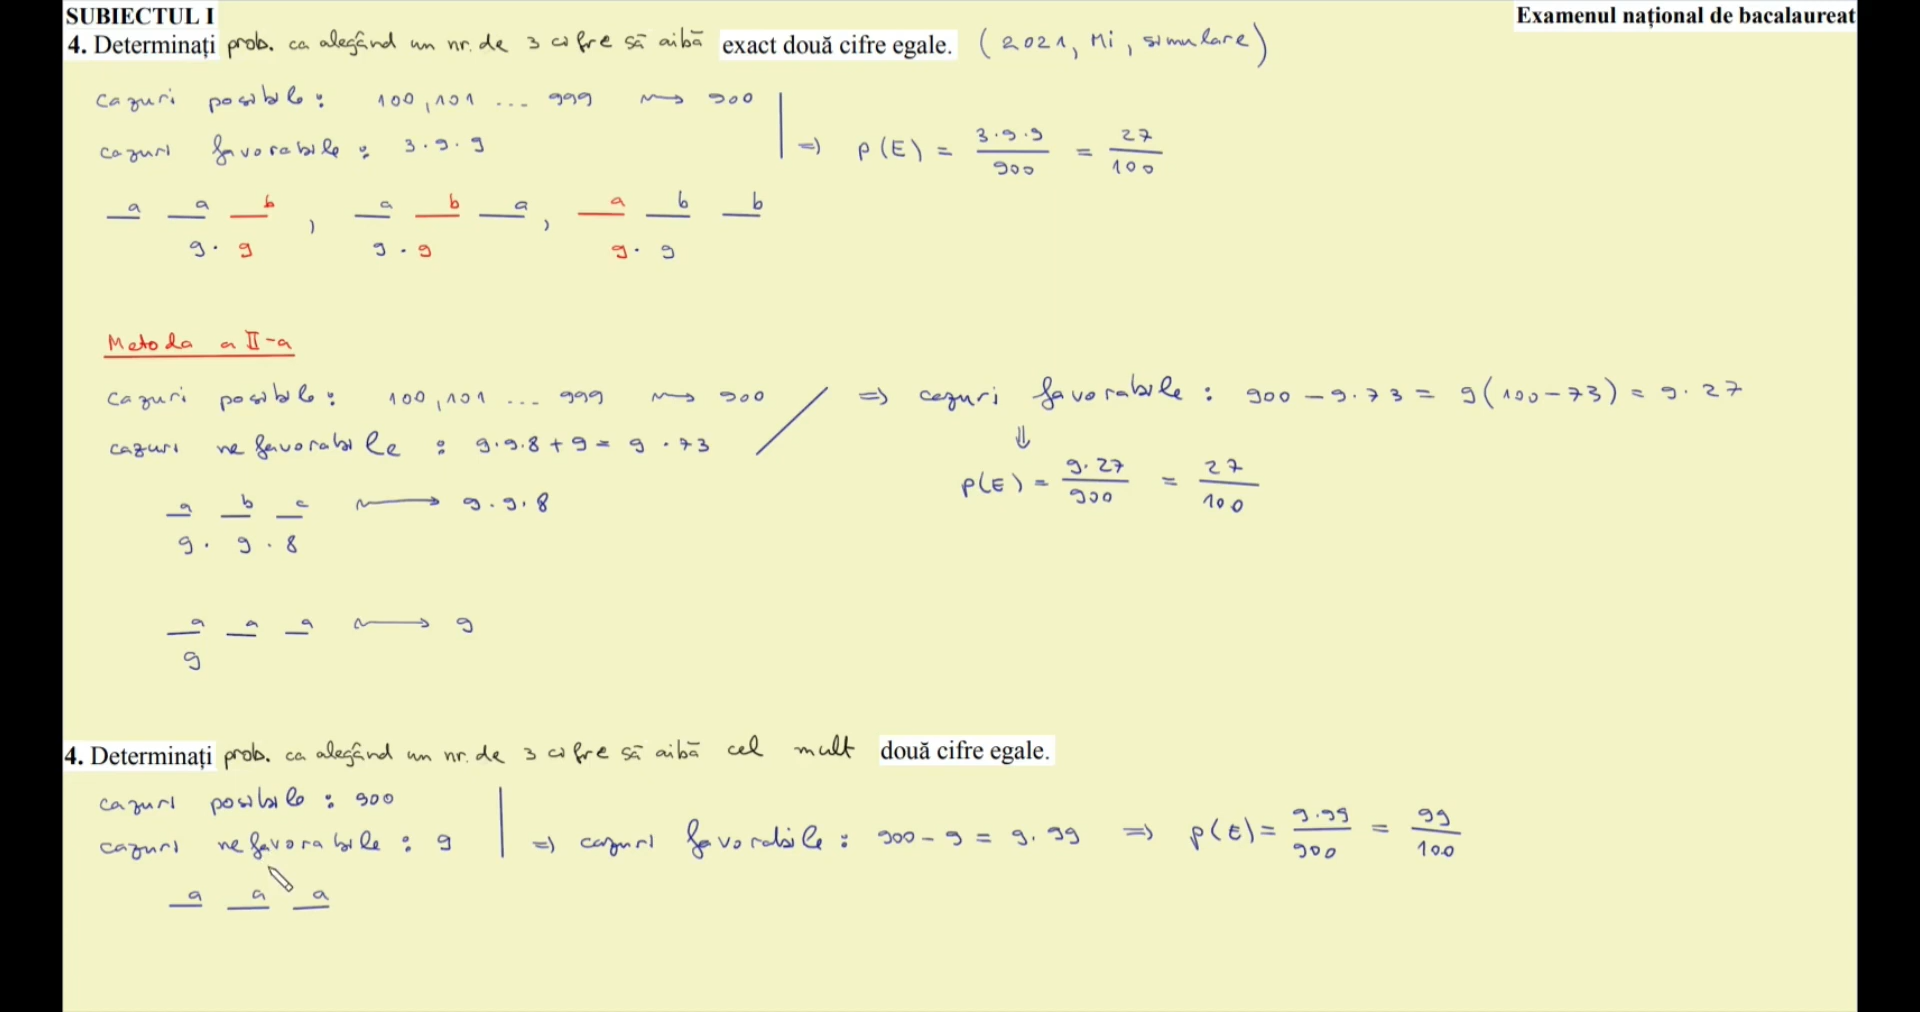 SUBIECTUL I
Examenul național de bacalaureat
4. Determinați prob. ca alegând un nr. de 3 cifre să aibă exact două cifre egale. (2021, Mi, simulare)
cazuri posibile : 100, 101 ... 999 ⟿ 900
cazuri favorabile : 3·9·9
=> P(E) = 3·9·9/900 = 27/100
a a b , a b a , a b b
9·9 9·9 9·9
Metoda a II-a
cazuri posibile : 100, 101 ... 999 ⟿ 900
cazuri nefavorabile : 9·9·8 + 9 = 9·73
=> cazuri favorabile : 900 - 9·73 = 9(100-73) = 9·27
⇓
P(E) = 9·27/900 = 27/100
a b c ⟿ 9·9·8
9·9·8
a a a ⟿ 9
9
4. Determinați prob. ca alegând un nr. de 3 cifre să aibă cel mult două cifre egale.
cazuri posibile : 900
cazuri nefavorabile : 9
=> cazuri favorabile : 900 - 9 = 9·99 => P(E) = 9·99/900 = 99/100
a a a